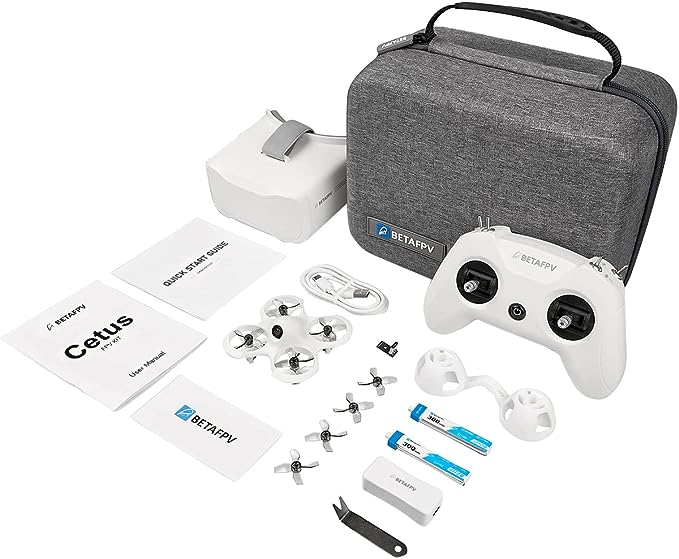 BETAFPV
BETAFPV
QUICK START GUIDE
BETAFPV
BETAFPV
Cetus
FPV KIT
User Manual
BETAFPV
300
300
BETAFPV